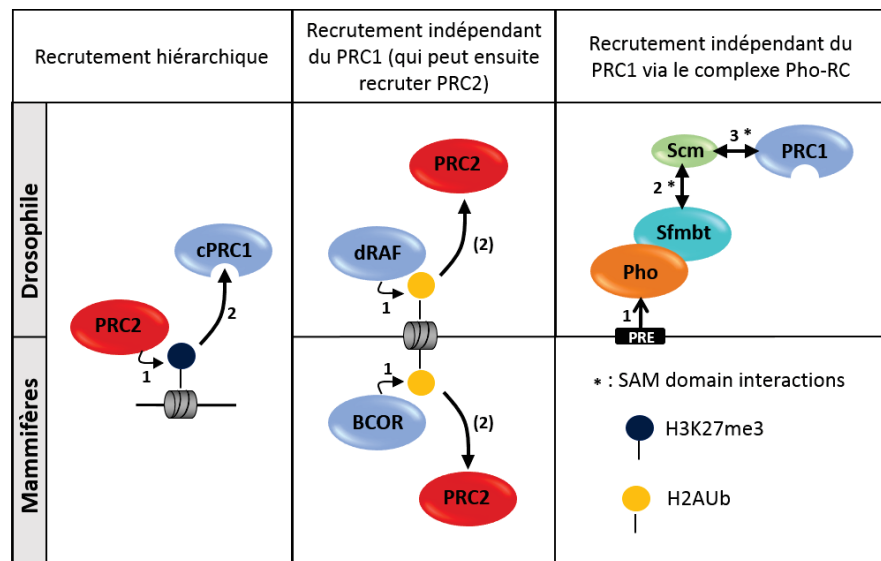 Recrutement hiérarchique
Recrutement indépendant
du PRC1 (qui peut ensuite
recruter PRC2)
Recrutement indépendant du
PRC1 via le complexe Pho-RC
Drosophile
Mammifères
cPRC1
PRC2
1
2
PRC2
dRAF
(2)
1
1
BCOR
(2)
PRC2
Scm
3 *
PRC1
2 *
Sfmbt
Pho
1
PRE
* : SAM domain interactions
H3K27me3
H2AUb